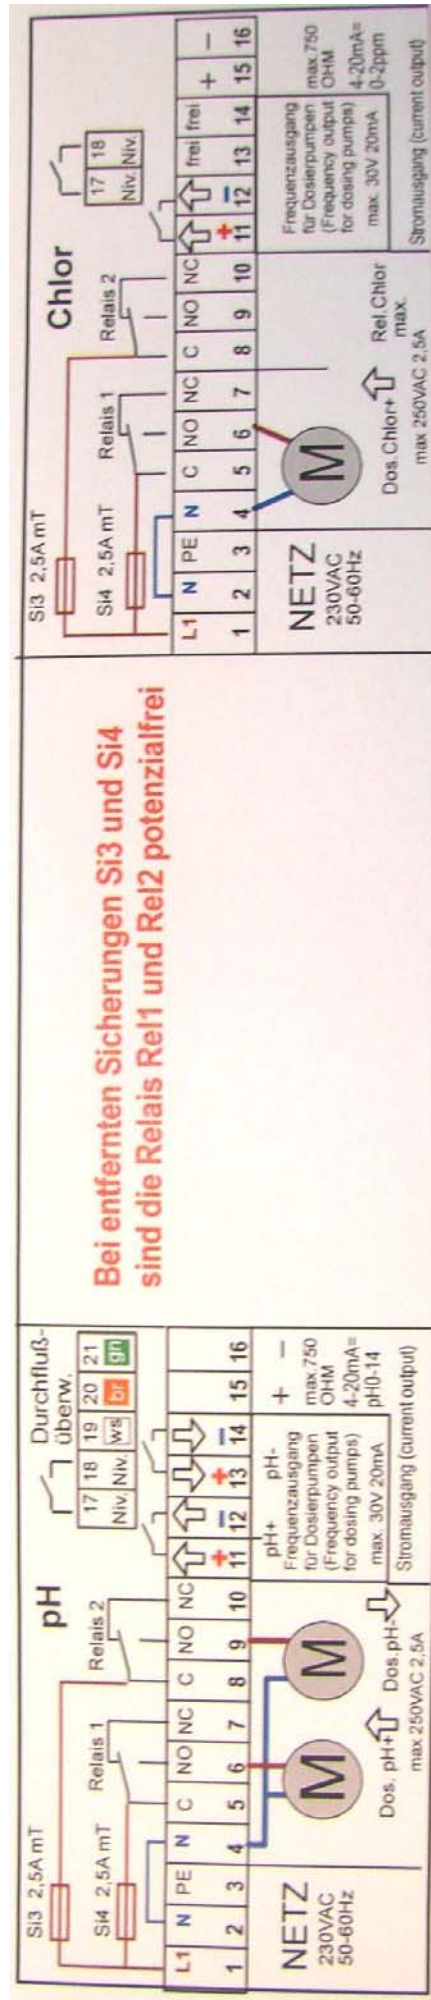 pH
Durchfluß-
überw.
Si3 2,5A mT
Si4 2,5A mT
Relais 1
Relais 2
17 18 19 20 21
Niv. Niv. ws br gn
L1 N PE N C NO NC C NO NC
1 2 3 4 5 6 7 8 9 10 11 12 13 14 15 16
+ − + −
NETZ
230VAC
50-60Hz
M
M
Dos. pH+
Dos.pH-
max 250VAC 2,5A
pH+ pH-
Frequenzausgang
für Dosierpumpen
(Frequency output
for dosing pumps)
max. 30V 20mA
+ −
max.750
OHM
4-20mA=
pH0-14
Stromausgang (current output)
Bei entfernten Sicherungen Si3 und Si4
sind die Relais Rel1 und Rel2 potenzialfrei
Chlor
Si3 2,5A mT
Si4 2,5A mT
Relais 1
Relais 2
17 18
Niv. Niv.
L1 N PE N C NO NC C NO NC frei frei + −
1 2 3 4 5 6 7 8 9 10 11 12 13 14 15 16
+ −
NETZ
230VAC
50-60Hz
M
Dos.Chlor+
Rel.Chlor
max.
max 250VAC 2,5A
Frequenzausgang
für Dosierpumpen
(Frequency output
for dosing pumps)
max. 30V 20mA
max.750
OHM
4-20mA=
0-2ppm
Stromausgang (current output)